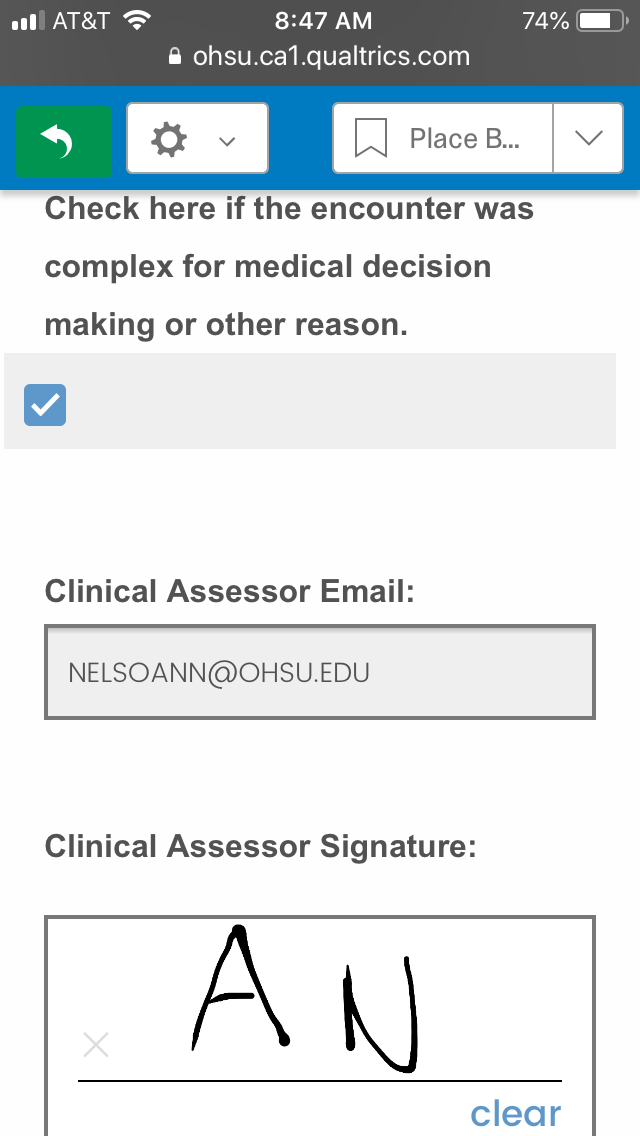 AT&T 8:47 AM 74%
ohsu.ca1.qualtrics.com
Place B...
Check here if the encounter was
complex for medical decision
making or other reason.
Clinical Assessor Email:
NELSOANN@OHSU.EDU
Clinical Assessor Signature:
A N
clear